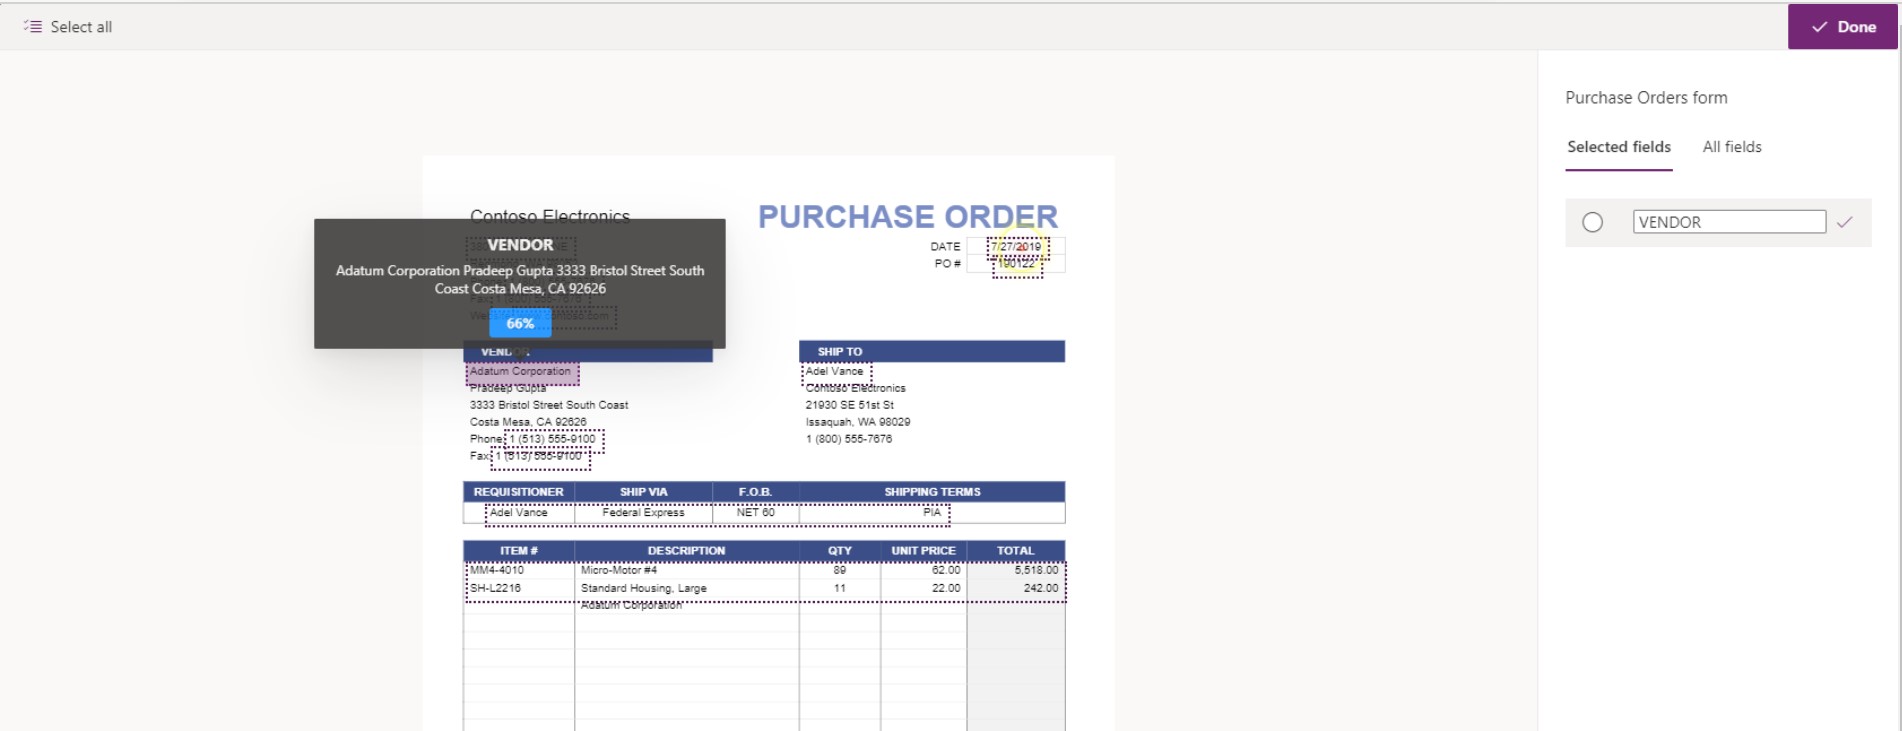 Select all
Done
Purchase Orders form
Selected fields
All fields
VENDOR
Contoso Electronics
PURCHASE ORDER
DATE 7/27/2019
PO # 190122
VENDOR
Adatum Corporation Pradeep Gupta 3333 Bristol Street South
Coast Costa Mesa, CA 92626
66%
VENDOR
Adatum Corporation
Pradeep Gupta
3333 Bristol Street South Coast
Costa Mesa, CA 92626
Phone: 1 (513) 555-9100
Fax: 1 (513) 555-9100
SHIP TO
Adel Vance
Contoso Electronics
21930 SE 51st St
Issaquah, WA 98029
1 (800) 555-7676
REQUISITIONER SHIP VIA F.O.B. SHIPPING TERMS
Adel Vance Federal Express NET 60 PIA
ITEM # DESCRIPTION QTY UNIT PRICE TOTAL
MM4-4010 Micro-Motor #4 89 62.00 5,518.00
SH-L2216 Standard Housing, Large 11 22.00 242.00
Adatum Corporation